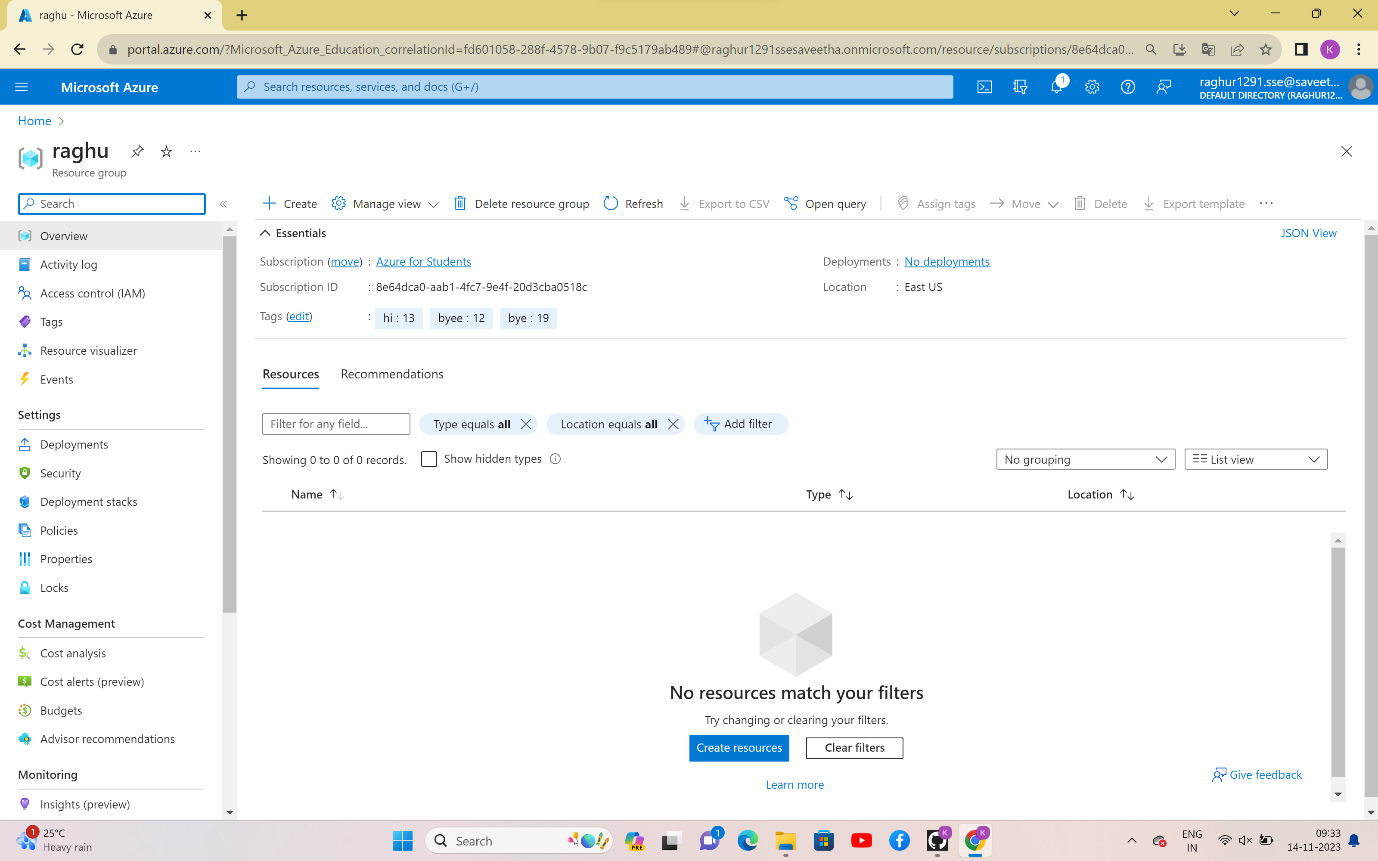 raghu - Microsoft Azure
portal.azure.com/?Microsoft_Azure_Education_correlationId=fd601058-288f-4578-9b07-f9c5179ab489#@raghur1291ssesaveetha.onmicrosoft.com/resource/subscriptions/8e64dca0...
K
Microsoft Azure
Search resources, services, and docs (G+/)
1
raghur1291.sse@saveet...
DEFAULT DIRECTORY (RAGHUR12...
Home >
raghu
Resource group
Search
«
Create
Manage view
Delete resource group
Refresh
Export to CSV
Open query
Assign tags
Move
Delete
Export template
Overview
Activity log
Access control (IAM)
Tags
Resource visualizer
Events
Settings
Deployments
Security
Deployment stacks
Policies
Properties
Locks
Cost Management
Cost analysis
Cost alerts (preview)
Budgets
Advisor recommendations
Monitoring
Insights (preview)
Essentials
JSON View
Subscription (move) : Azure for Students
Deployments : No deployments
Subscription ID : 8e64dca0-aab1-4fc7-9e4f-20d3cba0518c
Location : East US
Tags (edit) : hi : 13 byee : 12 bye : 19
Resources Recommendations
Filter for any field...
Type equals all
Location equals all
Add filter
Showing 0 to 0 of 0 records.
Show hidden types
No grouping
List view
Name
Type
Location
No resources match your filters
Try changing or clearing your filters.
Create resources
Clear filters
Learn more
Give feedback
1
25°C
Heavy rain
Search
PRE
1
K
K
ENG
IN
09:33
14-11-2023